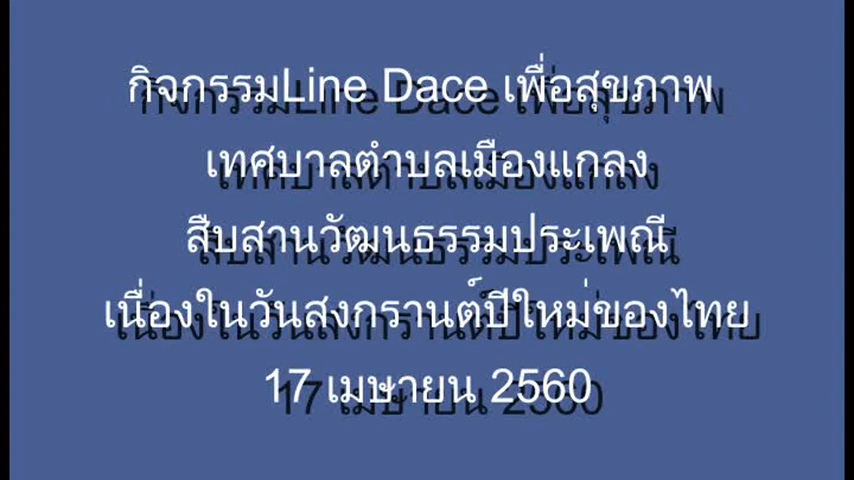 กิจกรรมLine Dace เพื่อสุขภาพ
เทศบาลตำบลเมืองแกลง
สืบสานวัฒนธรรมประเพณี
เนื่องในวันสงกรานต์ปีใหม่ของไทย
17 เมษายน 2560